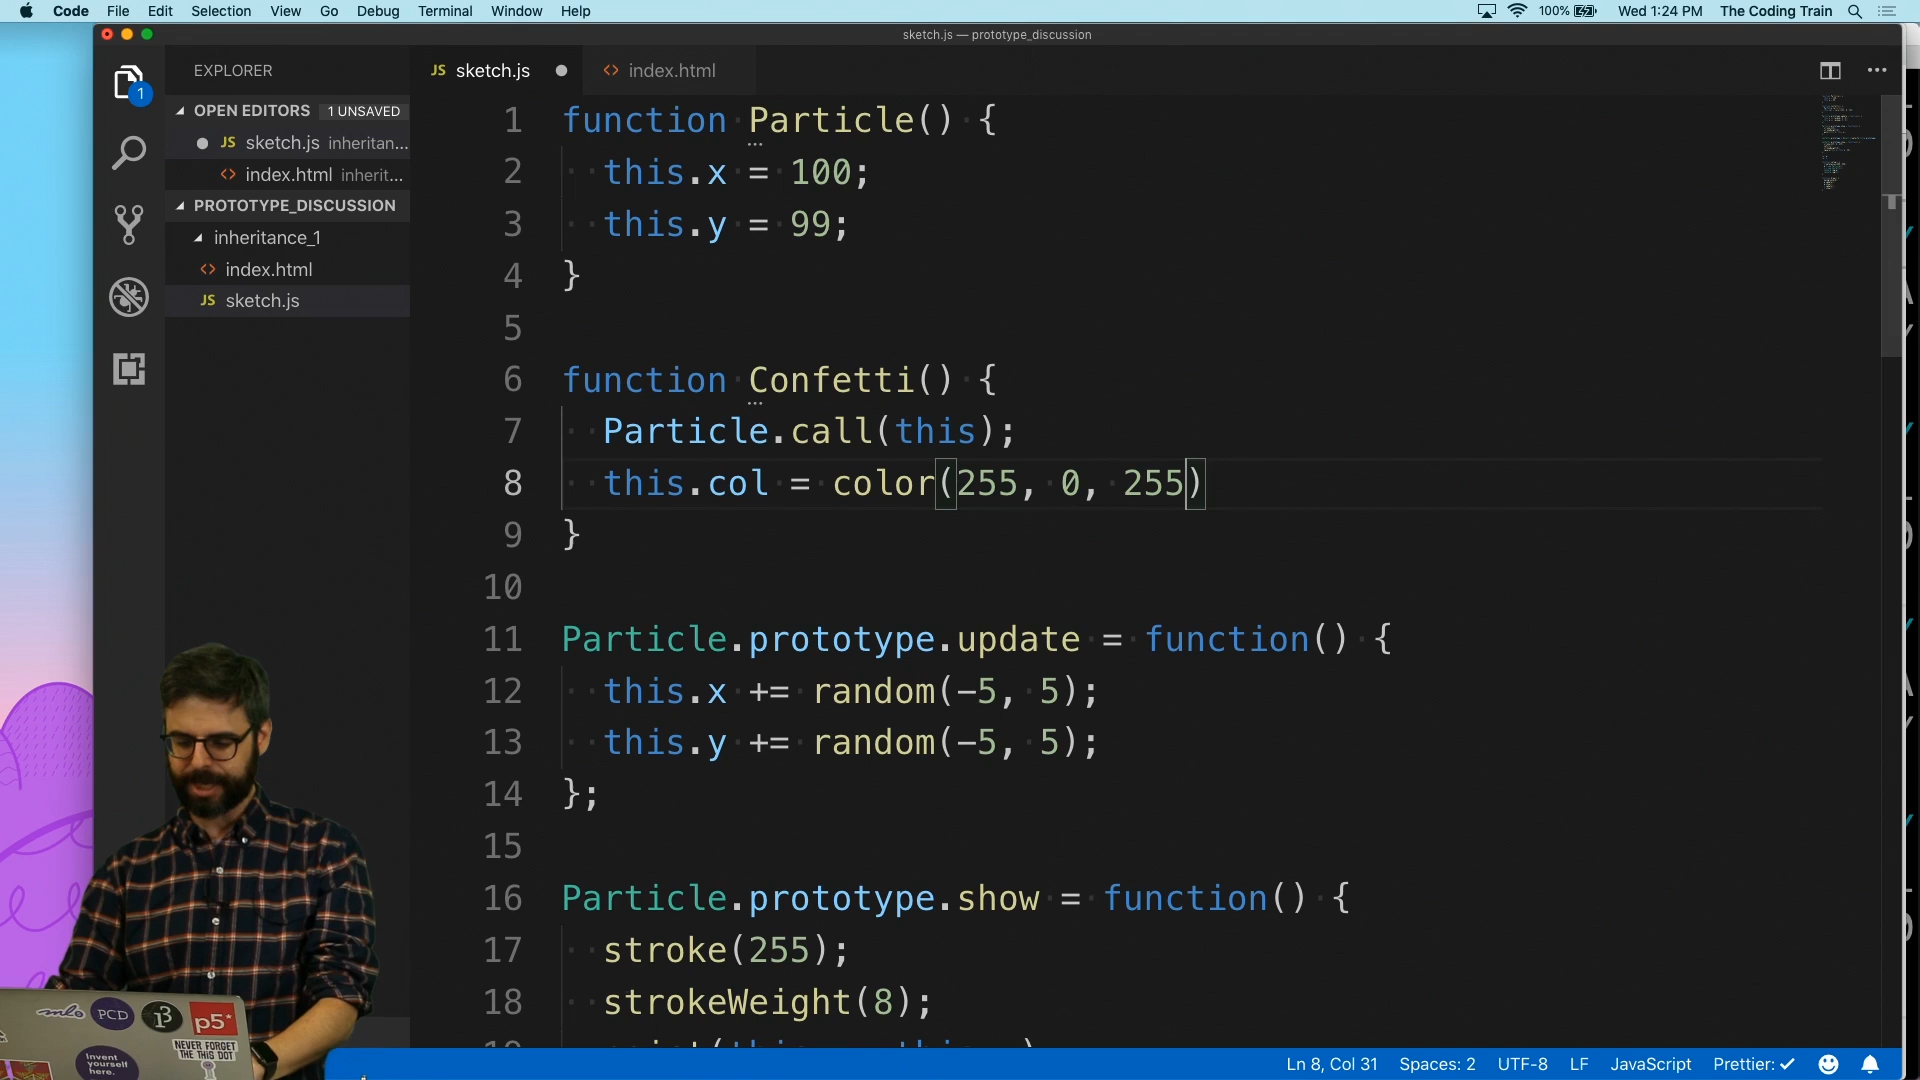 Code File Edit Selection View Go Debug Terminal Window Help 100% Wed 1:24 PM The Coding Train
sketch.js — prototype_discussion
EXPLORER
OPEN EDITORS 1 UNSAVED
JS sketch.js inheritan...
<> index.html inherit...
PROTOTYPE_DISCUSSION
inheritance_1
<> index.html
JS sketch.js
1
JS sketch.js
<> index.html
1 function Particle() {
2 this.x = 100;
3 this.y = 99;
4 }
5
6 function Confetti() {
7 Particle.call(this);
8 this.col = color(255, 0, 255)
9 }
10
11 Particle.prototype.update = function() {
12 this.x += random(-5, 5);
13 this.y += random(-5, 5);
14 };
15
16 Particle.prototype.show = function() {
17 stroke(255);
18 strokeWeight(8);
PCD
p5*
NEVER FORGET
THE THIS DOT
Invent
yourself
here.
Ln 8, Col 31 Spaces: 2 UTF-8 LF JavaScript Prettier: ✓